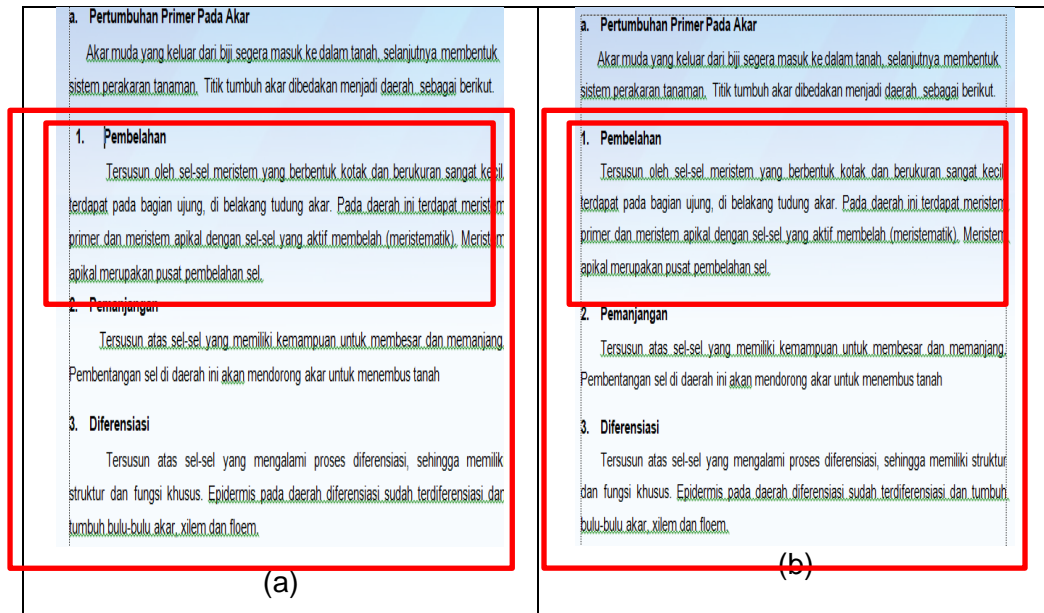 a. Pertumbuhan Primer Pada Akar
Akar muda yang keluar dari biji segera masuk ke dalam tanah, selanjutnya membentuk
sistem perakaran tanaman. Titik tumbuh akar dibedakan menjadi daerah sebagai berikut.
1. Pembelahan
Tersusun oleh sel-sel meristem yang berbentuk kotak dan berukuran sangat kecil,
terdapat pada bagian ujung, di belakang tudung akar. Pada daerah ini terdapat meristem
primer dan meristem apikal dengan sel-sel yang aktif membelah (meristematik). Meristem
apikal merupakan pusat pembelahan sel.
2. Pemanjangan
Tersusun atas sel-sel yang memiliki kemampuan untuk membesar dan memanjang.
Pembentangan sel di daerah ini akan mendorong akar untuk menembus tanah
3. Diferensiasi
Tersusun atas sel-sel yang mengalami proses diferensiasi, sehingga memilik
struktur dan fungsi khusus. Epidermis pada daerah diferensiasi sudah terdiferensiasi dan
tumbuh bulu-bulu akar, xilem dan floem.
(a)
a. Pertumbuhan Primer Pada Akar
Akar muda yang keluar dari biji segera masuk ke dalam tanah, selanjutnya membentuk
sistem perakaran tanaman. Titik tumbuh akar dibedakan menjadi daerah sebagai berikut.
1. Pembelahan
Tersusun oleh sel-sel meristem yang berbentuk kotak dan berukuran sangat kecil,
terdapat pada bagian ujung, di belakang tudung akar. Pada daerah ini terdapat meristem
primer dan meristem apikal dengan sel-sel yang aktif membelah (meristematik). Meristem
apikal merupakan pusat pembelahan sel.
2. Pemanjangan
Tersusun atas sel-sel yang memiliki kemampuan untuk membesar dan memanjang.
Pembentangan sel di daerah ini akan mendorong akar untuk menembus tanah
3. Diferensiasi
Tersusun atas sel-sel yang mengalami proses diferensiasi, sehingga memiliki struktur
dan fungsi khusus. Epidermis pada daerah diferensiasi sudah terdiferensiasi dan tumbuh
bulu-bulu akar, xilem dan floem.
(b)